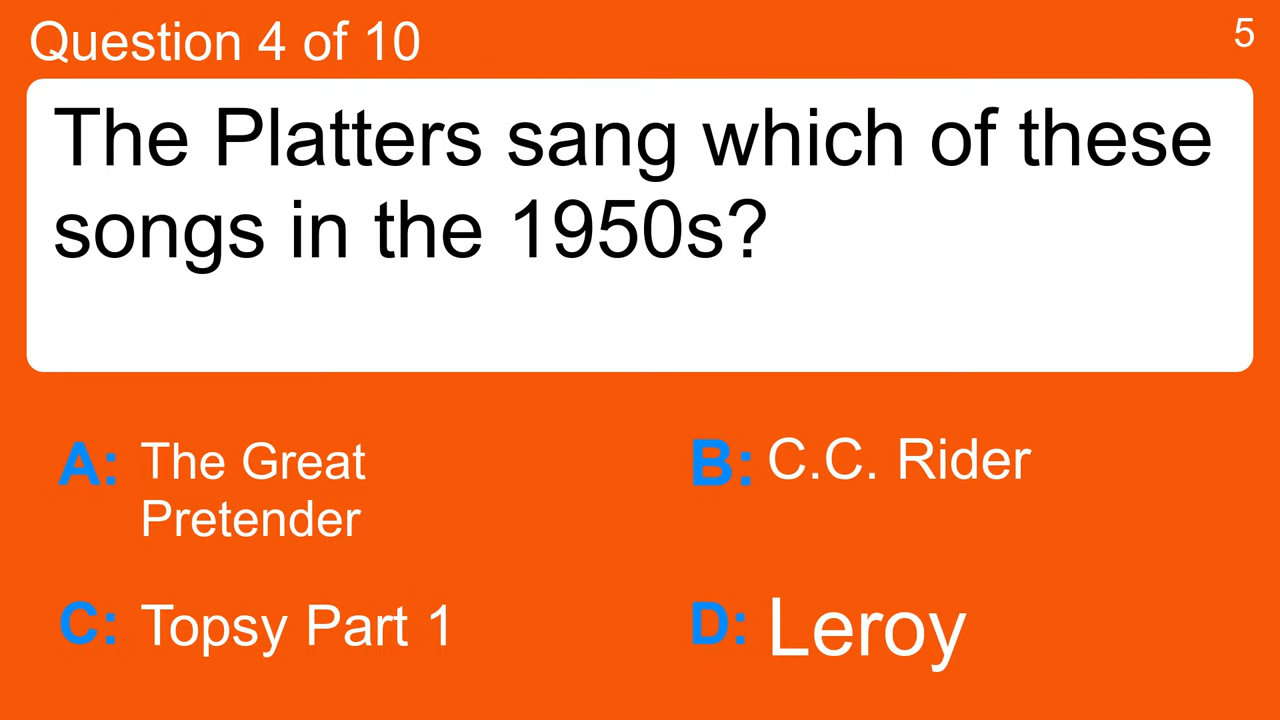 Question 4 of 10
5
The Platters sang which of these
songs in the 1950s?
A: The Great
Pretender
B: C.C. Rider
C: Topsy Part 1
D: Leroy